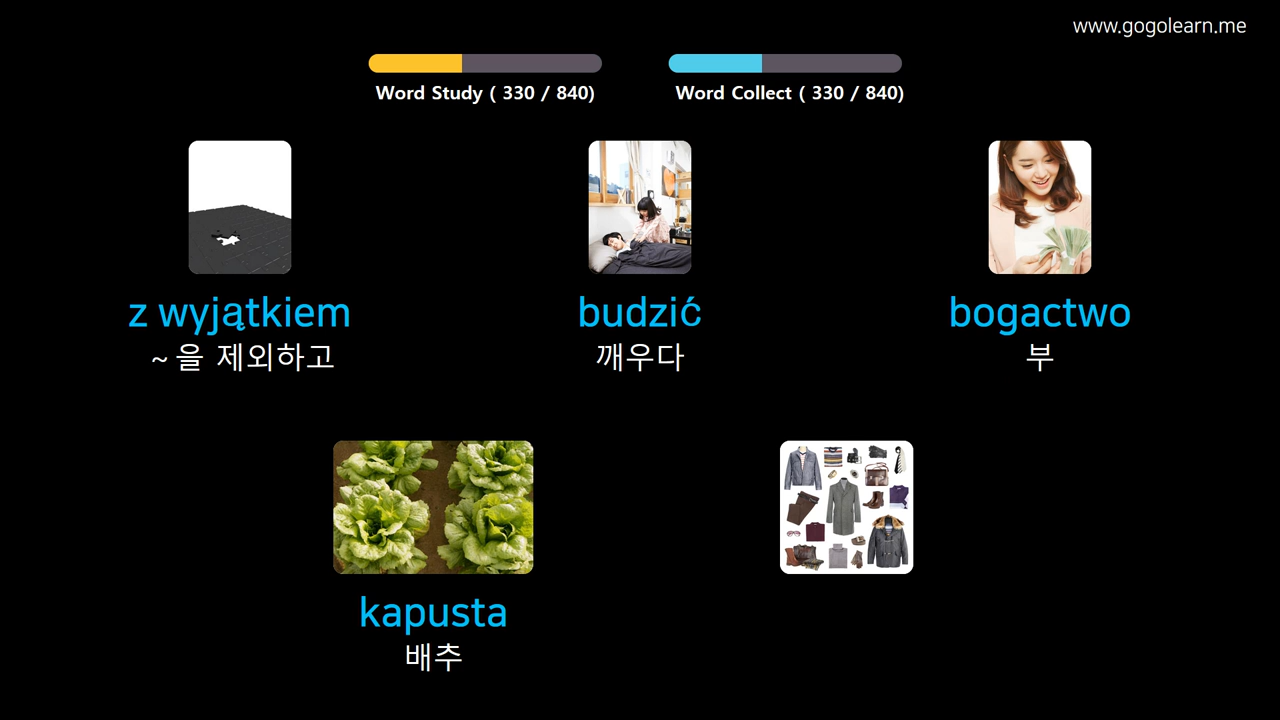 www.gogolearn.me
Word Study ( 330 / 840)
Word Collect ( 330 / 840)
z wyjątkiem
~ 을 제외하고
budzić
깨우다
bogactwo
부
kapusta
배추